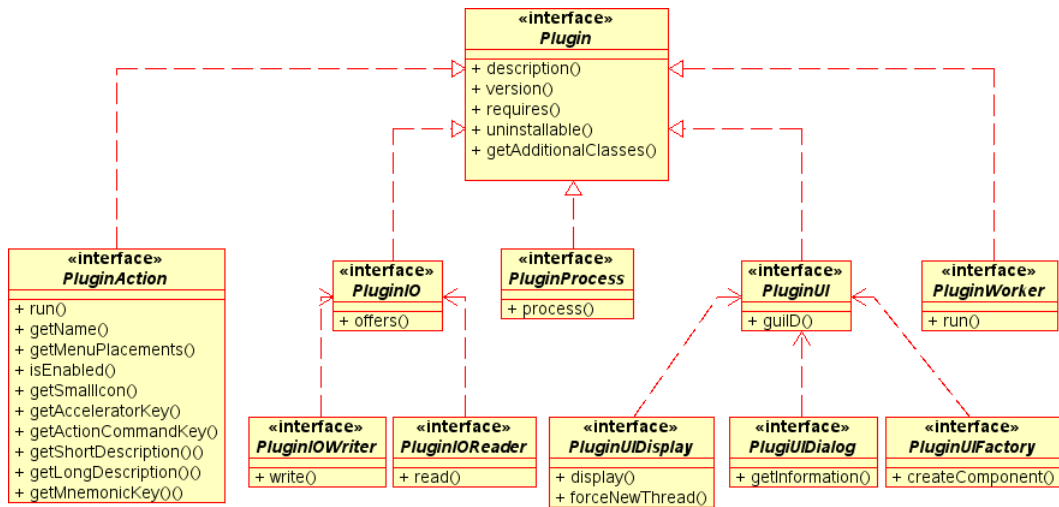 «interface»
Plugin
+ description()
+ version()
+ requires()
+ uninstallable()
+ getAdditionalClasses()
«interface»
PluginAction
+ run()
+ getName()
+ getMenuPlacements()
+ isEnabled()
+ getSmallIcon()
+ getAcceleratorKey()
+ getActionCommandKey()
+ getShortDescription()()
+ getLongDescription()()
+ getMnemonicKey()()
«interface»
PluginIO
+ offers()
«interface»
PluginProcess
+ process()
«interface»
PluginUI
+ guiID()
«interface»
PluginWorker
+ run()
«interface»
PluginIOWriter
+ write()
«interface»
PluginIOReader
+ read()
«interface»
PluginUIDisplay
+ display()
+ forceNewThread()
«interface»
PlugiUIDialog
+ getInformation()
«interface»
PluginUIFactory
+ createComponent()